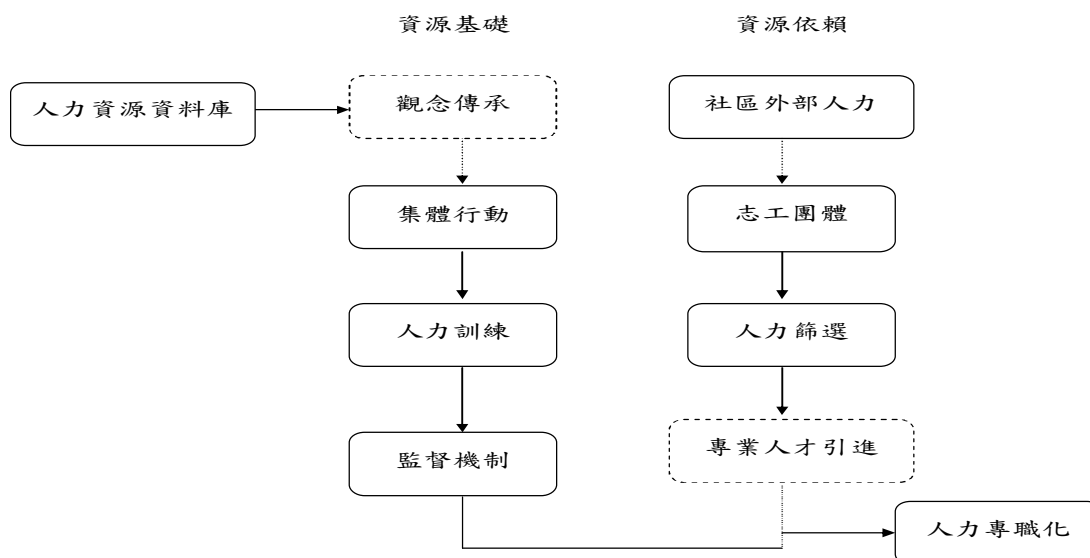 資源基礎
資源依賴
人力資源資料庫
觀念傳承
社區外部人力
集體行動
志工團體
人力訓練
人力篩選
監督機制
專業人才引進
人力專職化